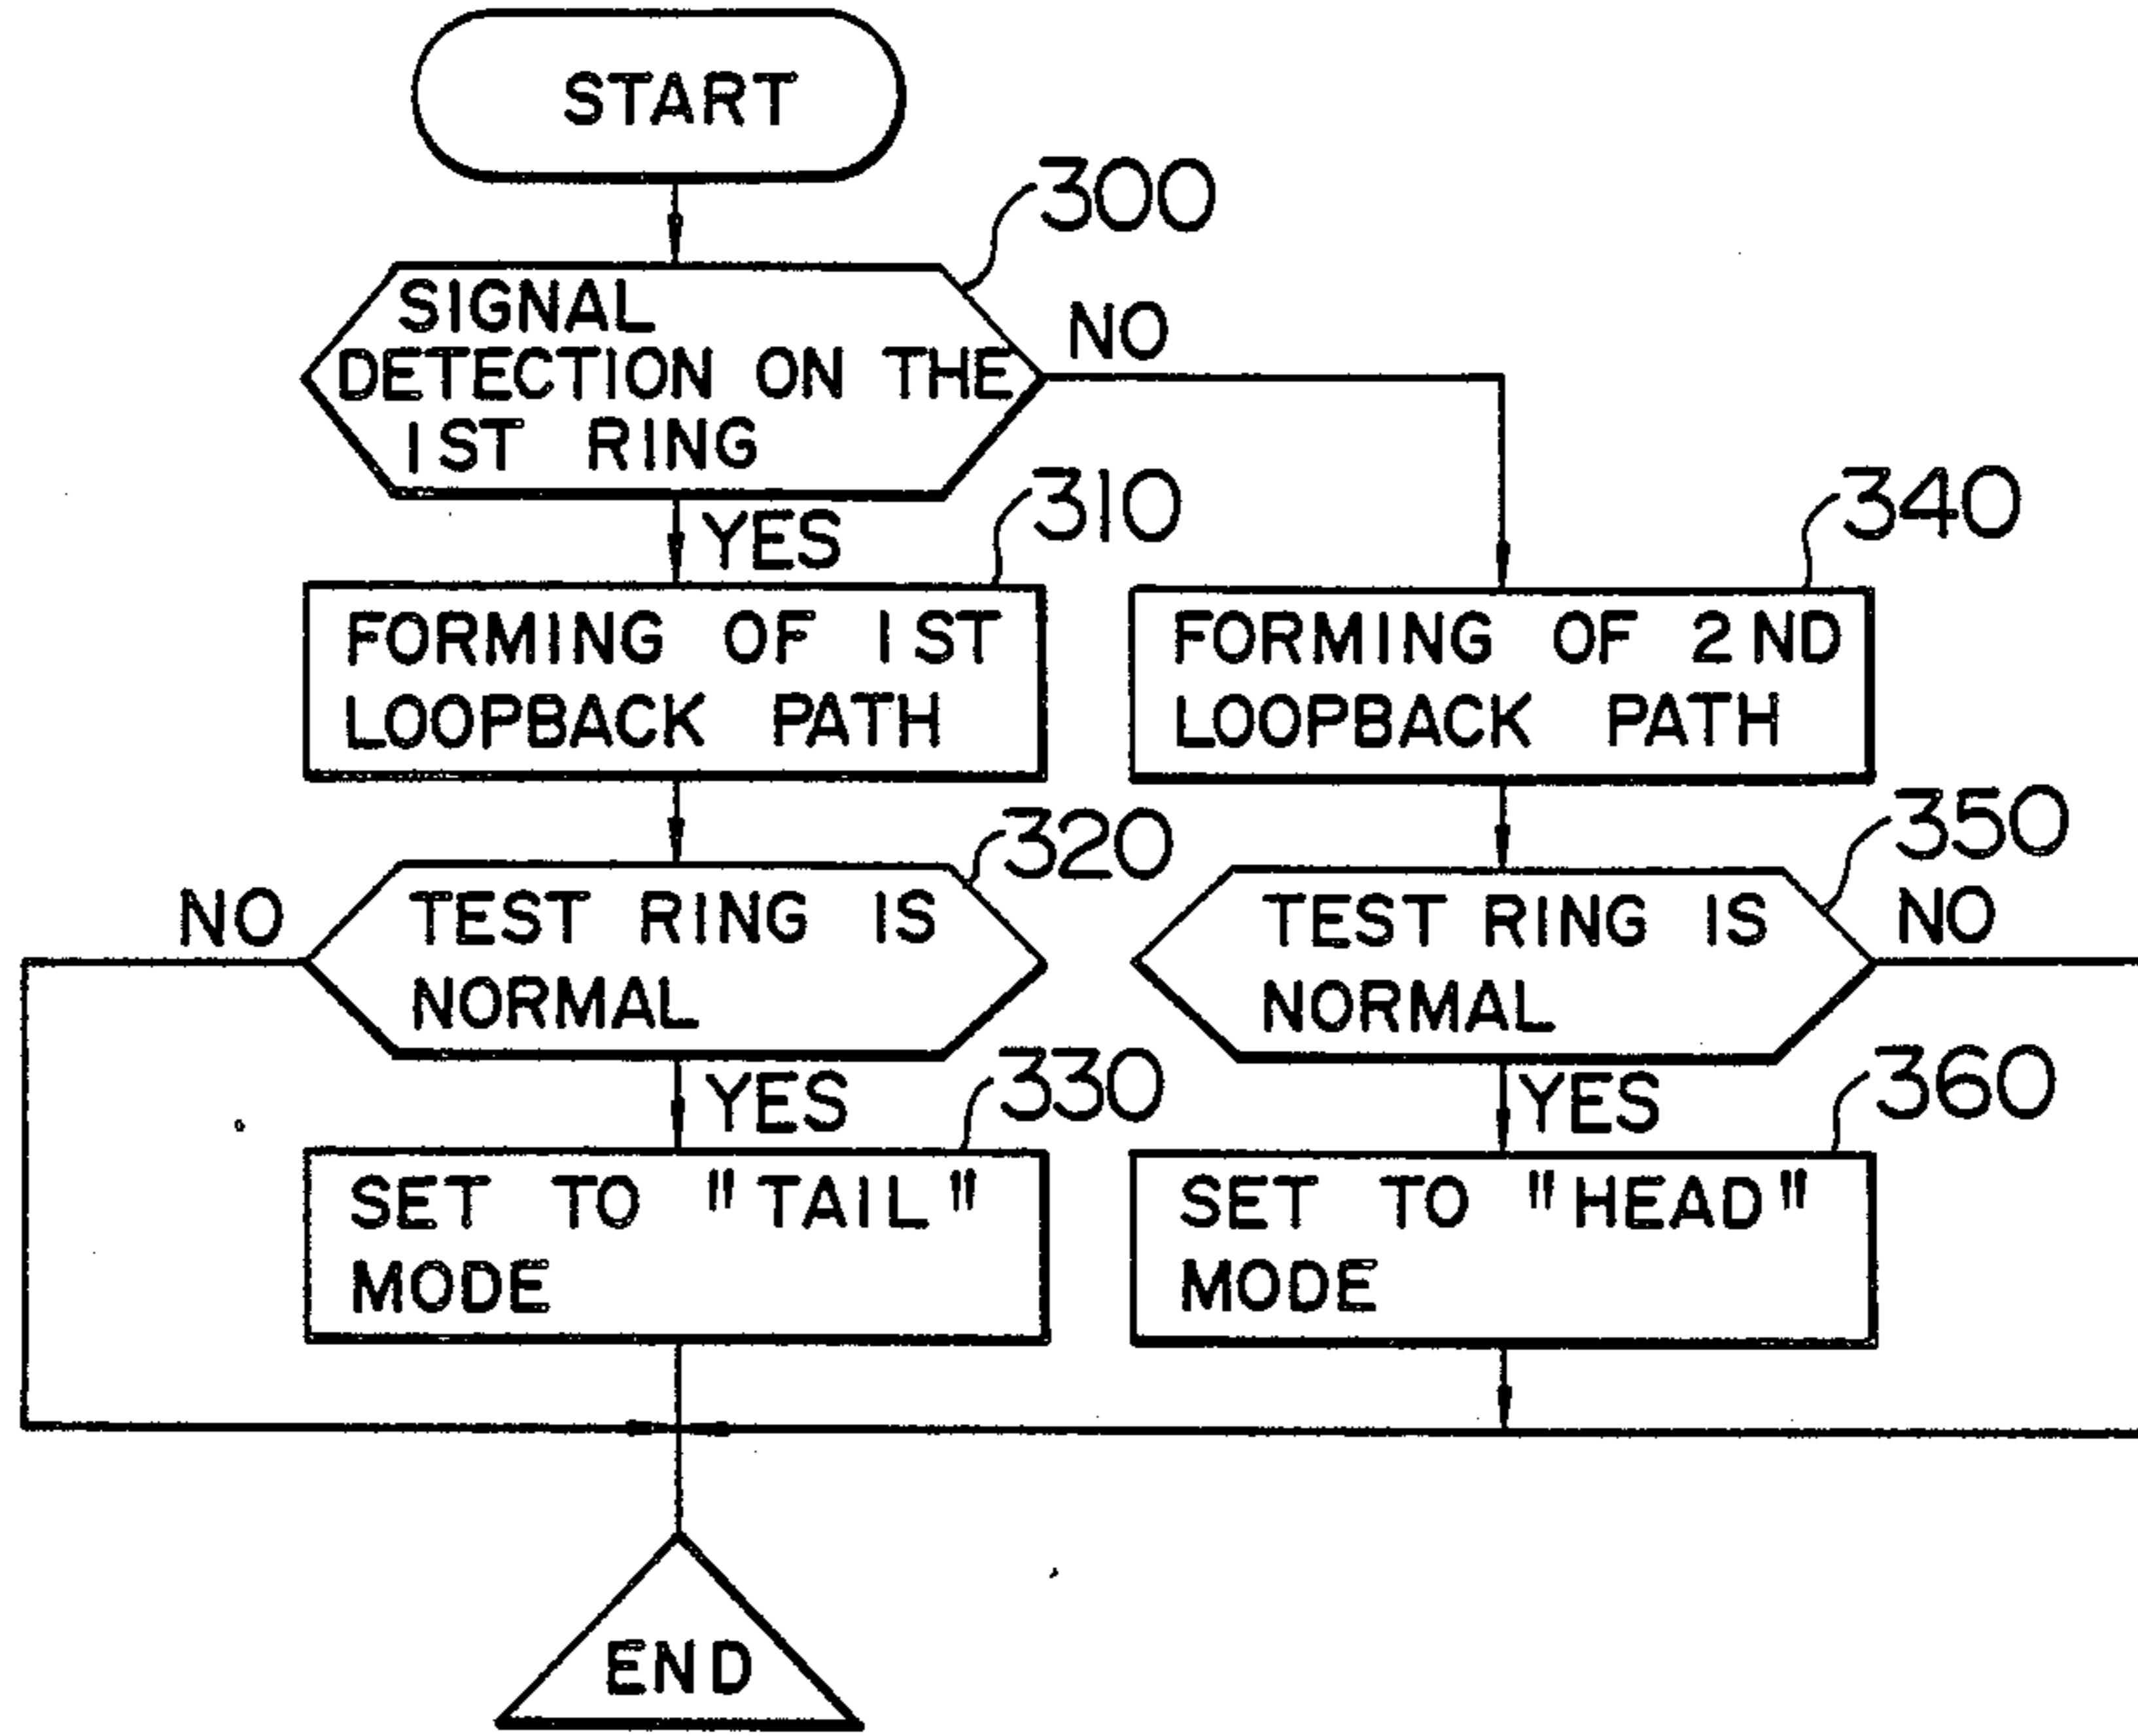 START
300
SIGNAL
DETECTION ON THE
1ST RING
NO
YES
310
FORMING OF 1ST
LOOPBACK PATH
340
FORMING OF 2ND
LOOPBACK PATH
320
NO
TEST RING IS
NORMAL
YES
350
TEST RING IS
NORMAL
NO
YES
330
SET TO "TAIL"
MODE
360
SET TO "HEAD"
MODE
END